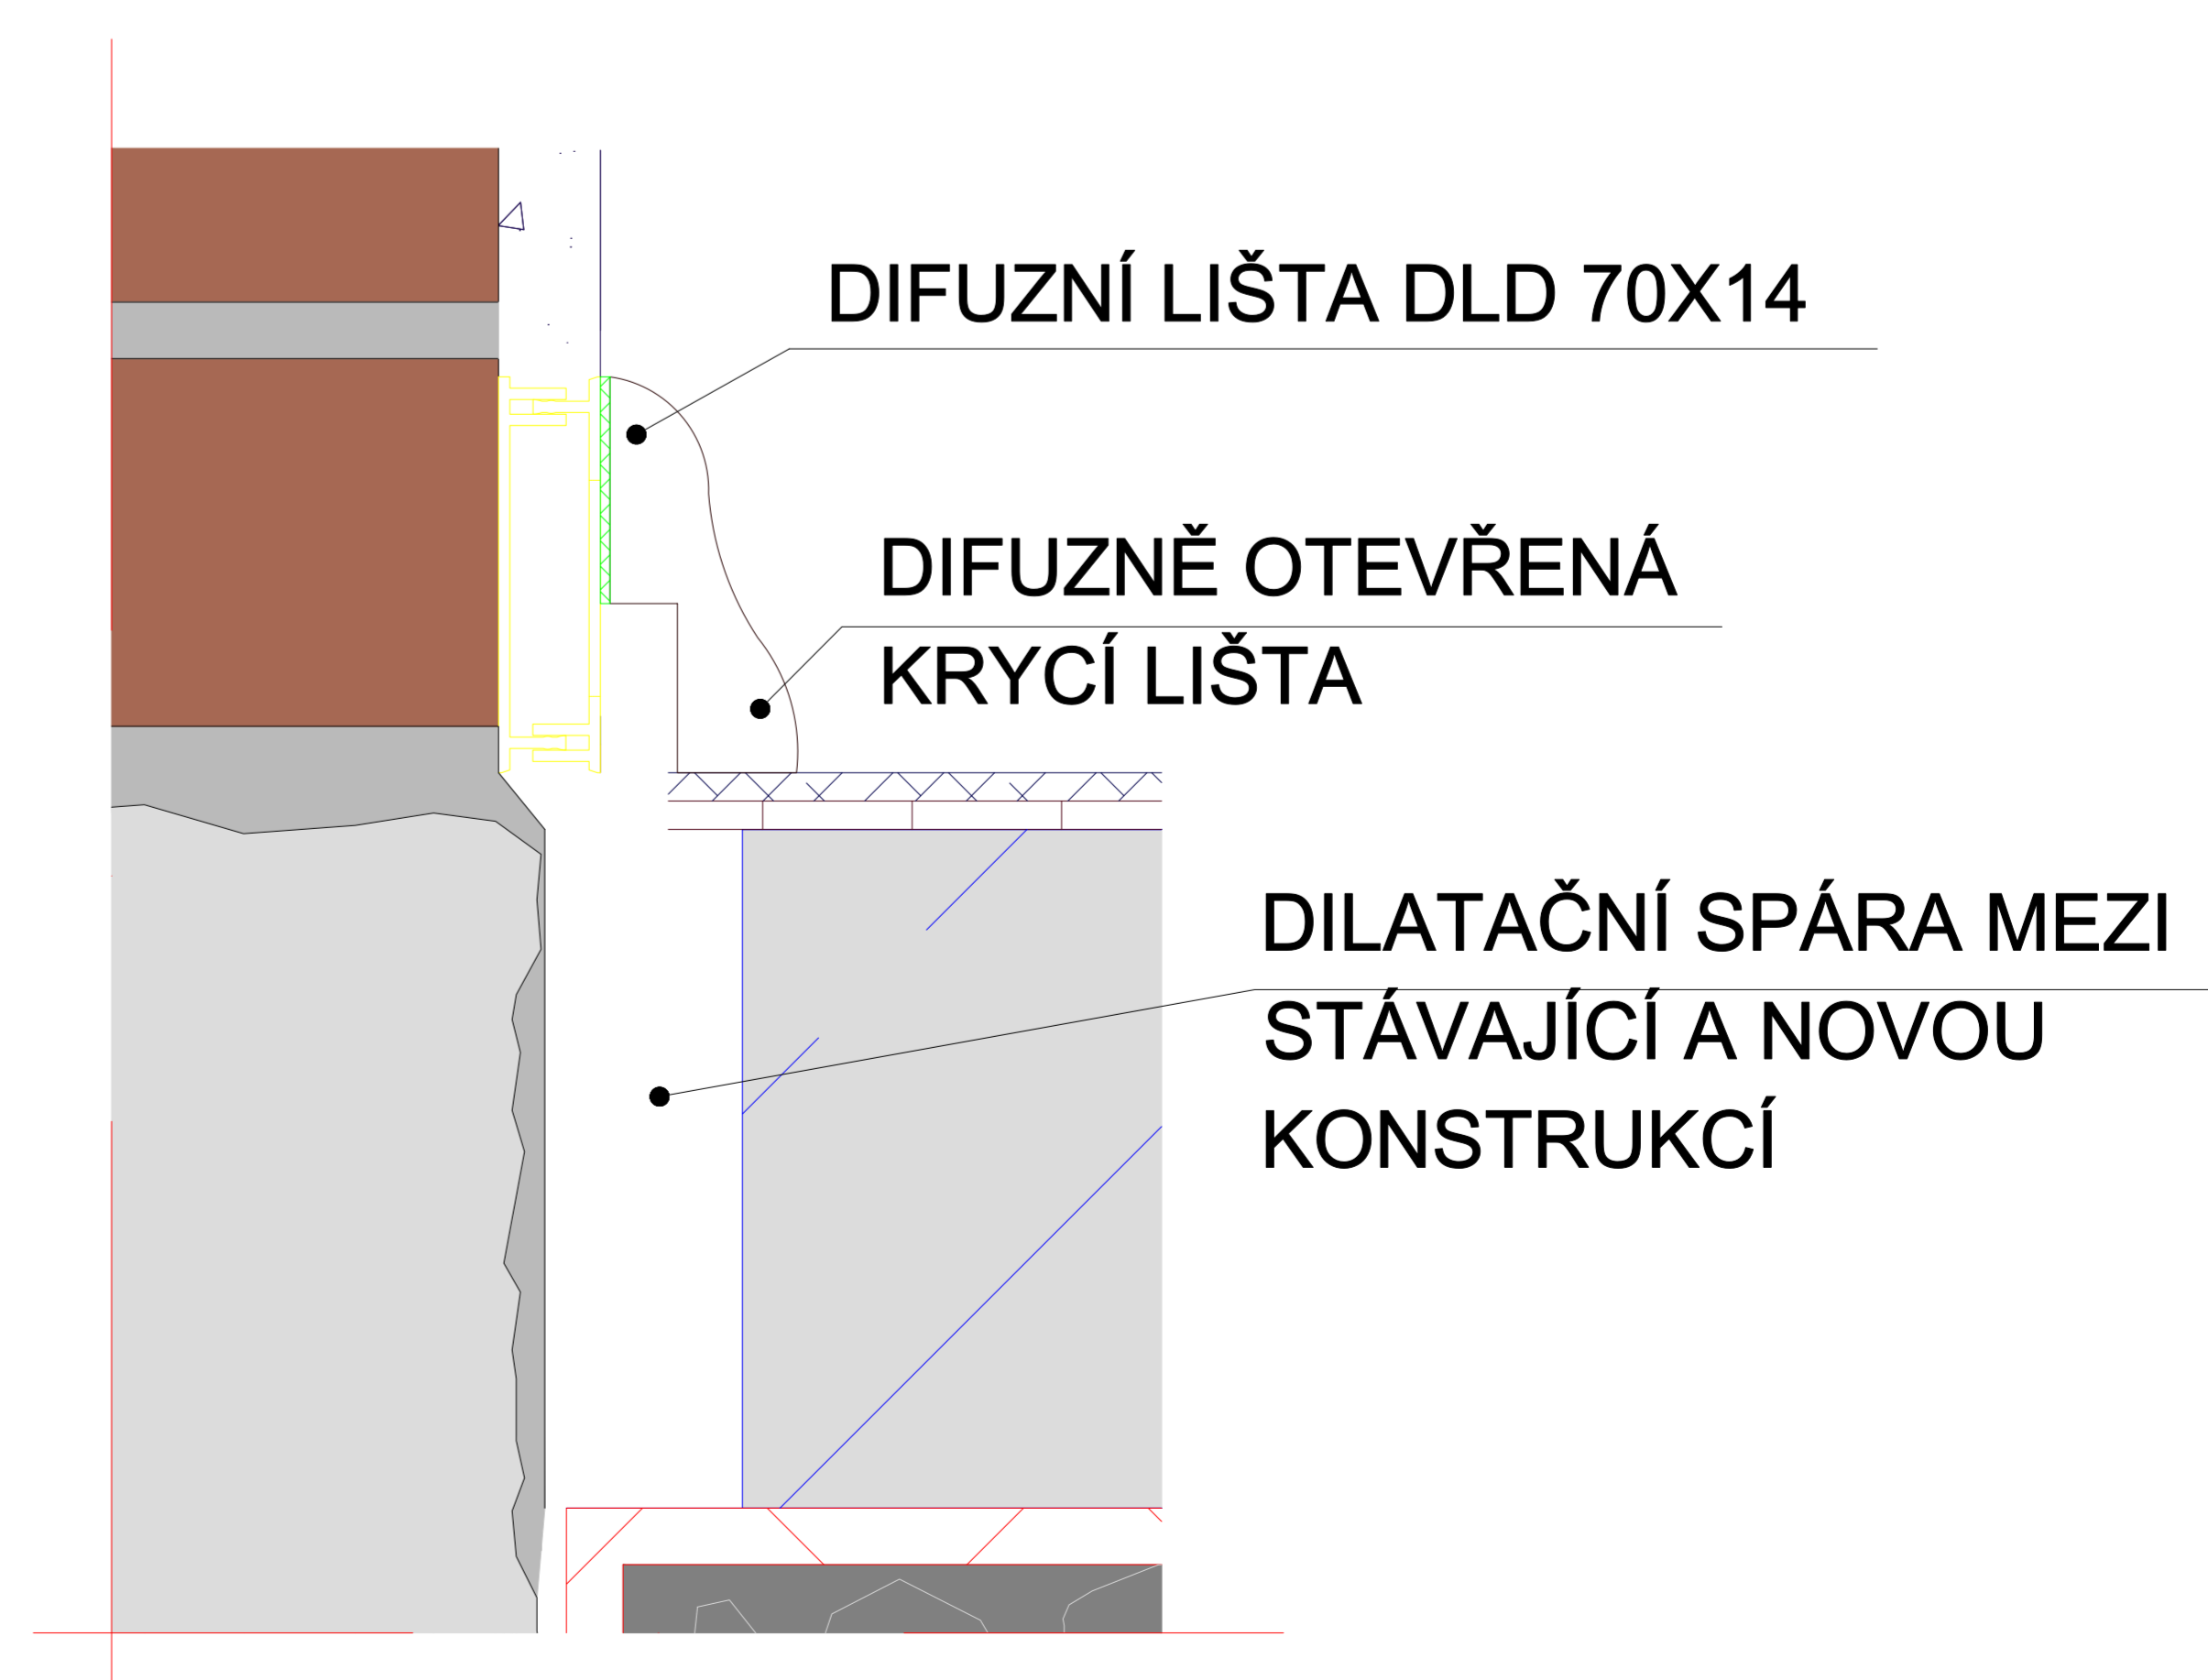 DIFUZNÍ LIŠTA DLD 70X14
DIFUZNĚ OTEVŘENÁ
KRYCÍ LIŠTA
DILATAČNÍ SPÁRA MEZI
STÁVAJÍCÍ A NOVOU
KONSTRUKCÍ